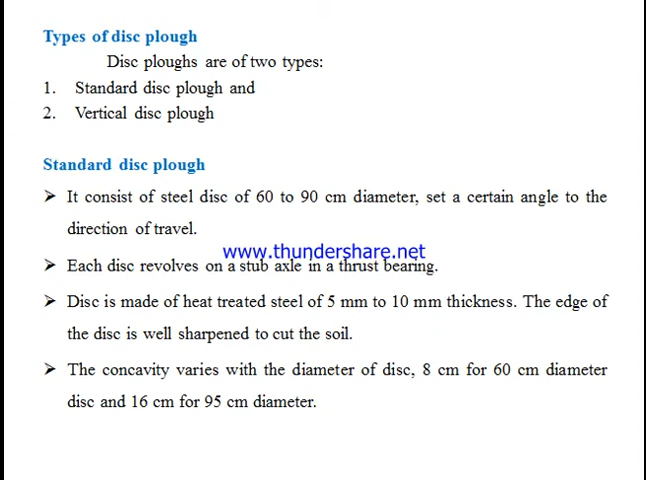 Types of disc plough
Disc ploughs are of two types:
1. Standard disc plough and
2. Vertical disc plough
Standard disc plough
➤ It consist of steel disc of 60 to 90 cm diameter, set a certain angle to the
direction of travel.
www.thundershare.net
➤ Each disc revolves on a stub axle in a thrust bearing.
➤ Disc is made of heat treated steel of 5 mm to 10 mm thickness. The edge of
the disc is well sharpened to cut the soil.
➤ The concavity varies with the diameter of disc, 8 cm for 60 cm diameter
disc and 16 cm for 95 cm diameter.